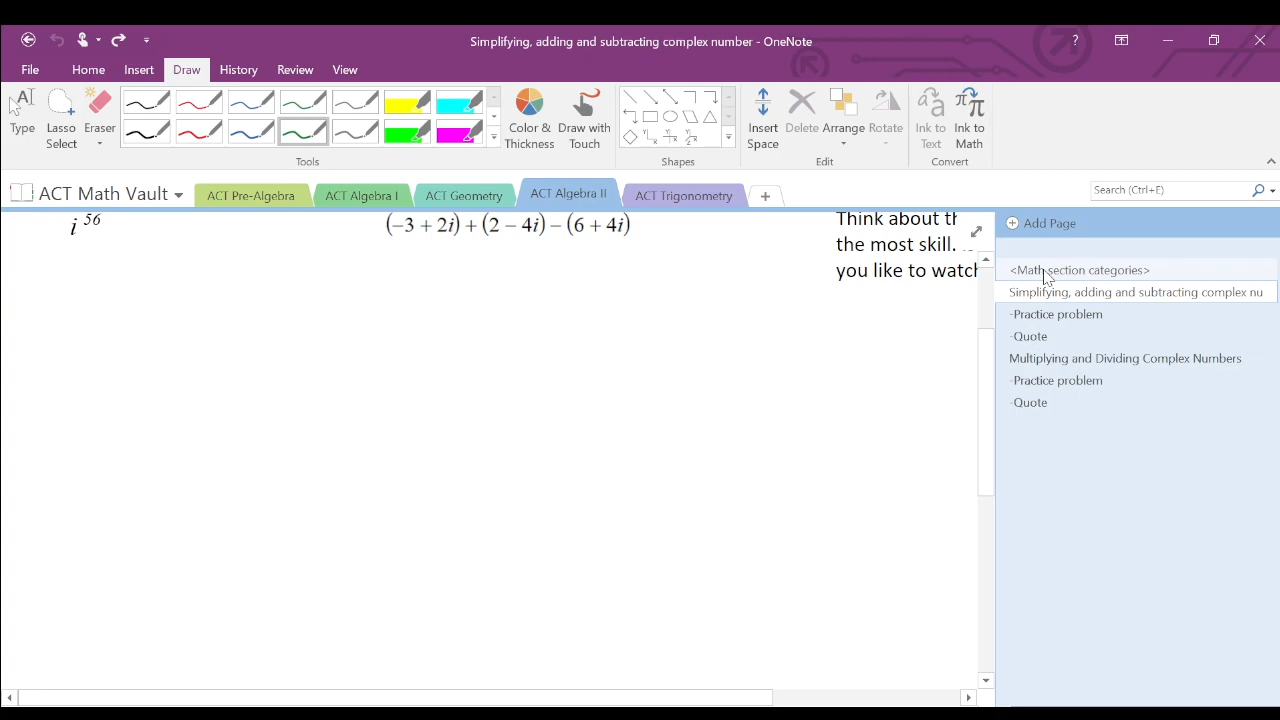 Simplifying, adding and subtracting complex number - OneNote
?
File Home Insert Draw History Review View
Type
Lasso Select
Eraser
Color & Thickness
Draw with Touch
Insert Space
Delete
Arrange
Rotate
Ink to Text
Ink to Math
Tools
Shapes
Edit
Convert
ACT Math Vault
ACT Pre-Algebra
ACT Algebra I
ACT Geometry
ACT Algebra II
ACT Trigonometry
Search (Ctrl+E)
i^56
(−3 + 2i) + (2 − 4i) − (6 + 4i)
Think about th
the most skill.
you like to watch
Add Page
<Math section categories>
Simplifying, adding and subtracting complex nu
-Practice problem
-Quote
Multiplying and Dividing Complex Numbers
-Practice problem
-Quote